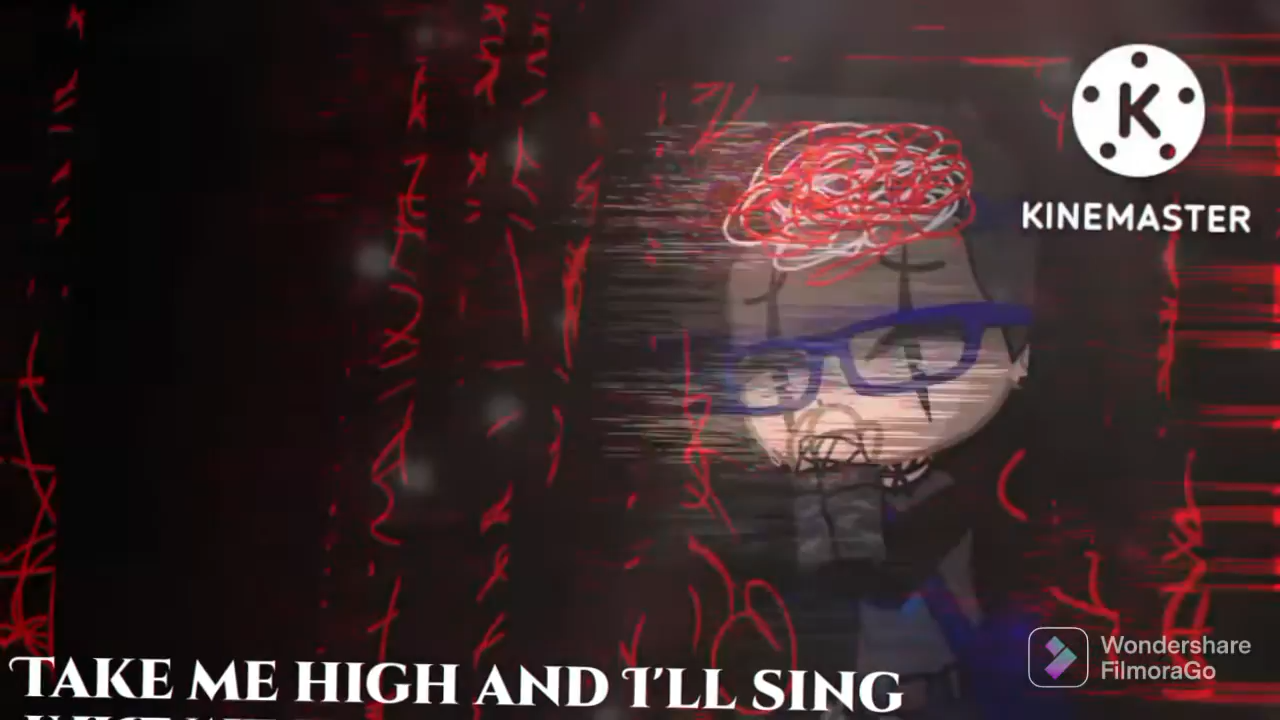 K
KINEMASTER
Wondershare
FilmoraGo
TAKE ME HIGH AND I'LL SING